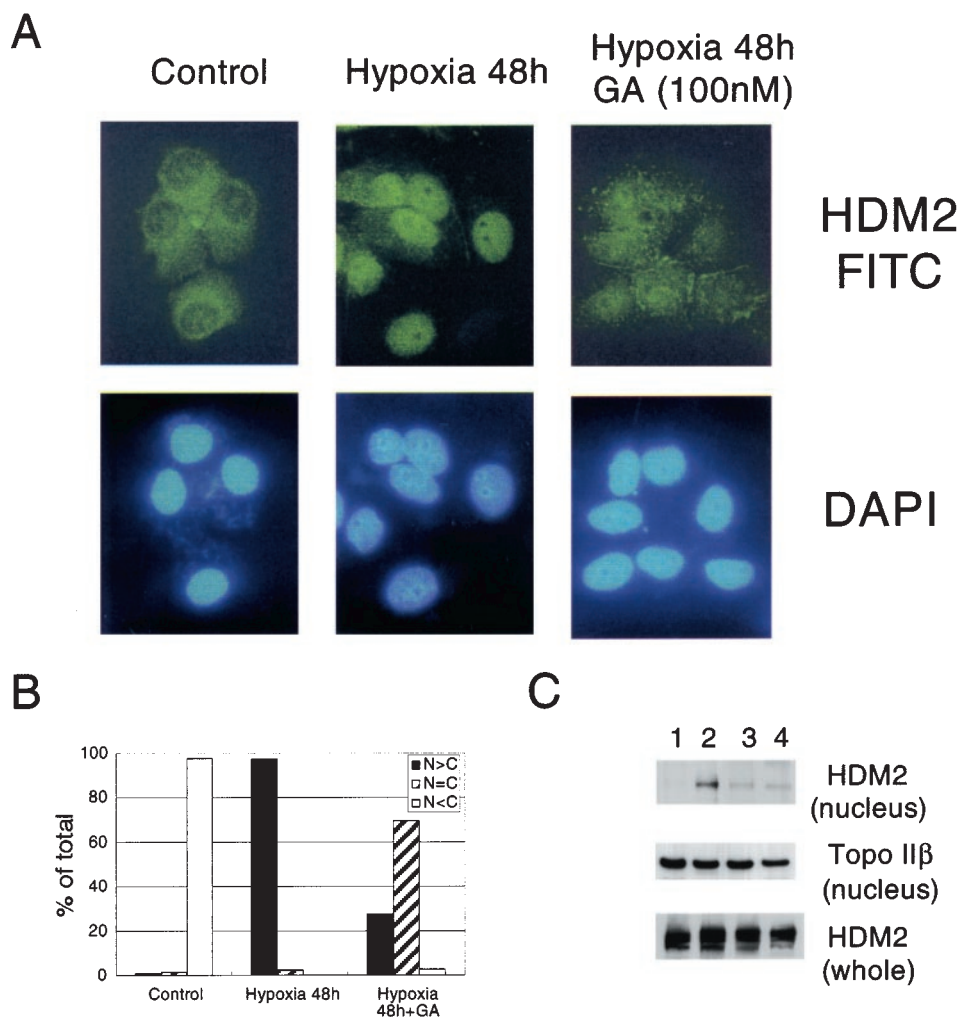 A
Control
Hypoxia 48h
Hypoxia 48h
GA (100nM)
HDM2
FITC
DAPI
B
% of total
100
80
60
40
20
0
N>C
N=C
N<C
Control
Hypoxia 48h
Hypoxia
48h+GA
C
1 2 3 4
HDM2
(nucleus)
Topo IIβ
(nucleus)
HDM2
(whole)